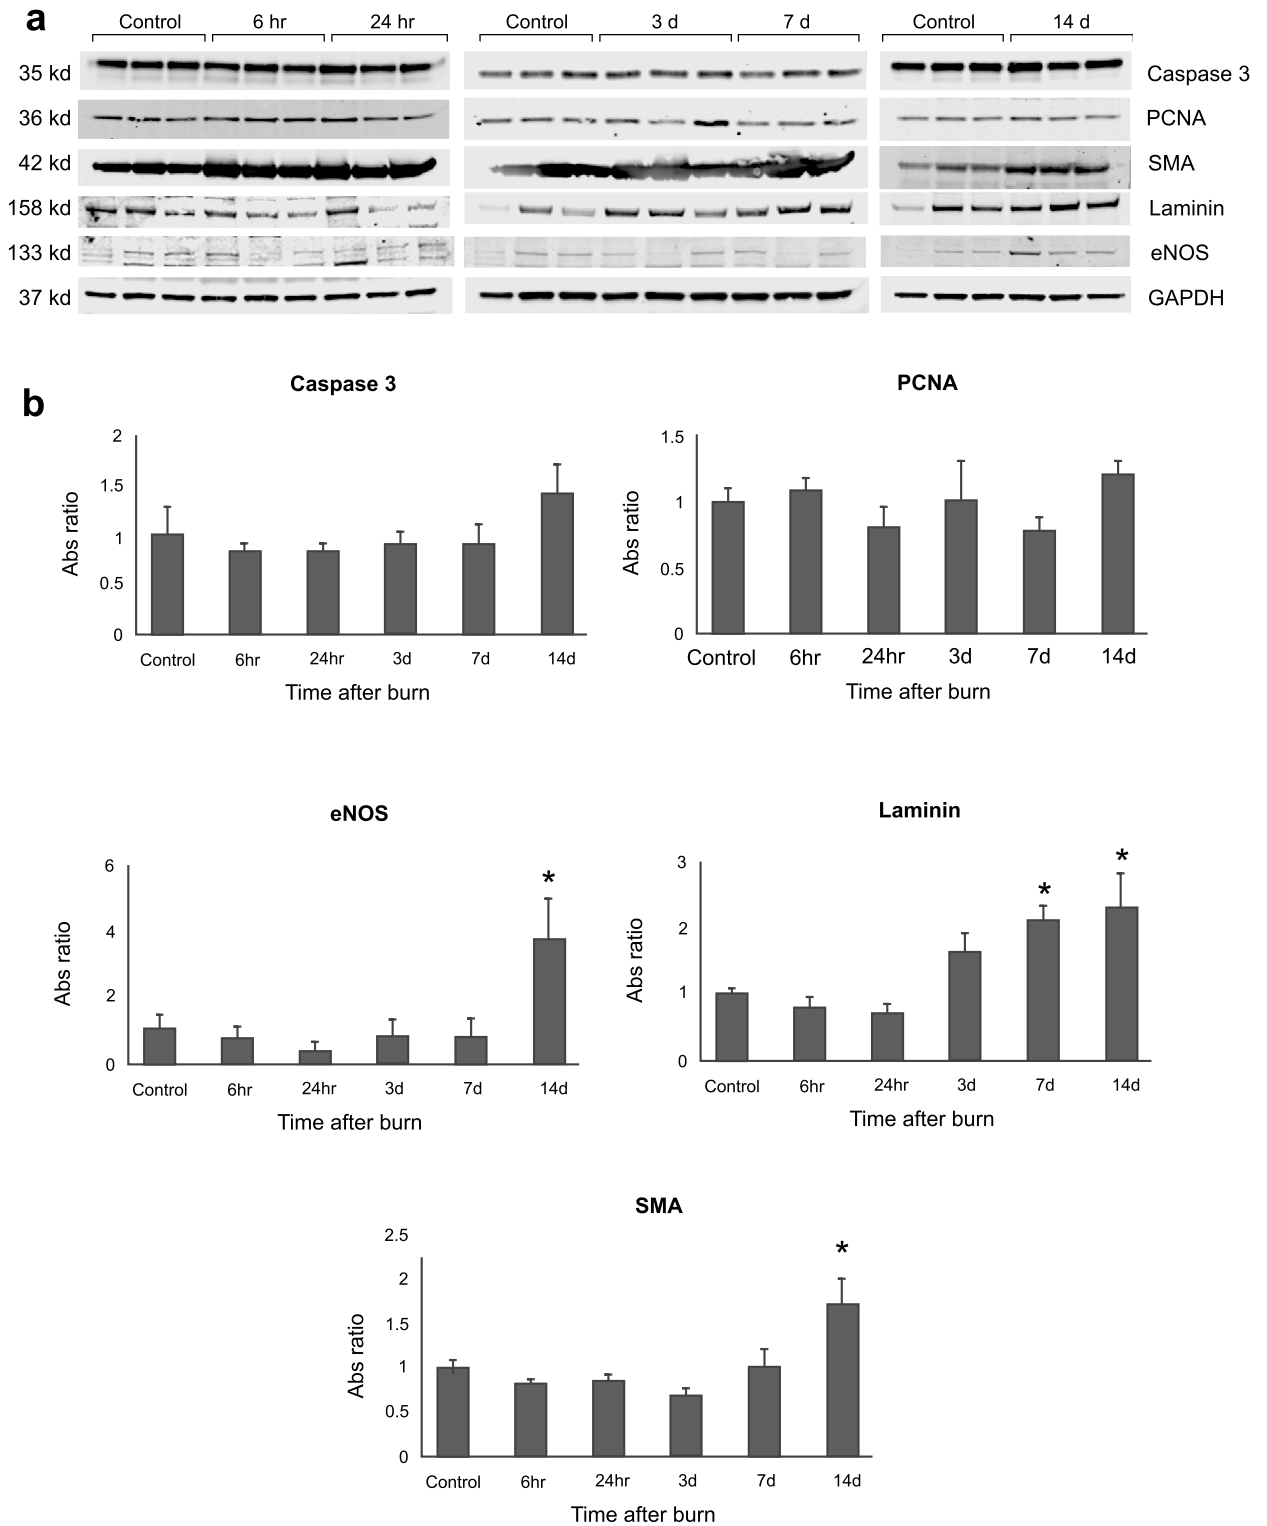 a
Control 6 hr 24 hr Control 3 d 7 d Control 14 d
35 kd Caspase 3
36 kd PCNA
42 kd SMA
158 kd Laminin
133 kd eNOS
37 kd GAPDH
b
Caspase 3
2
1.5
1
0.5
0
Abs ratio
Control 6hr 24hr 3d 7d 14d
Time after burn
PCNA
1.5
1
0.5
0
Abs ratio
Control 6hr 24hr 3d 7d 14d
Time after burn
eNOS
6
4
2
0
Abs ratio
*
Control 6hr 24hr 3d 7d 14d
Time after burn
Laminin
3
2
1
0
Abs ratio
* *
Control 6hr 24hr 3d 7d 14d
Time after burn
SMA
2.5
2
1.5
1
0.5
0
Abs ratio
*
Control 6hr 24hr 3d 7d 14d
Time after burn